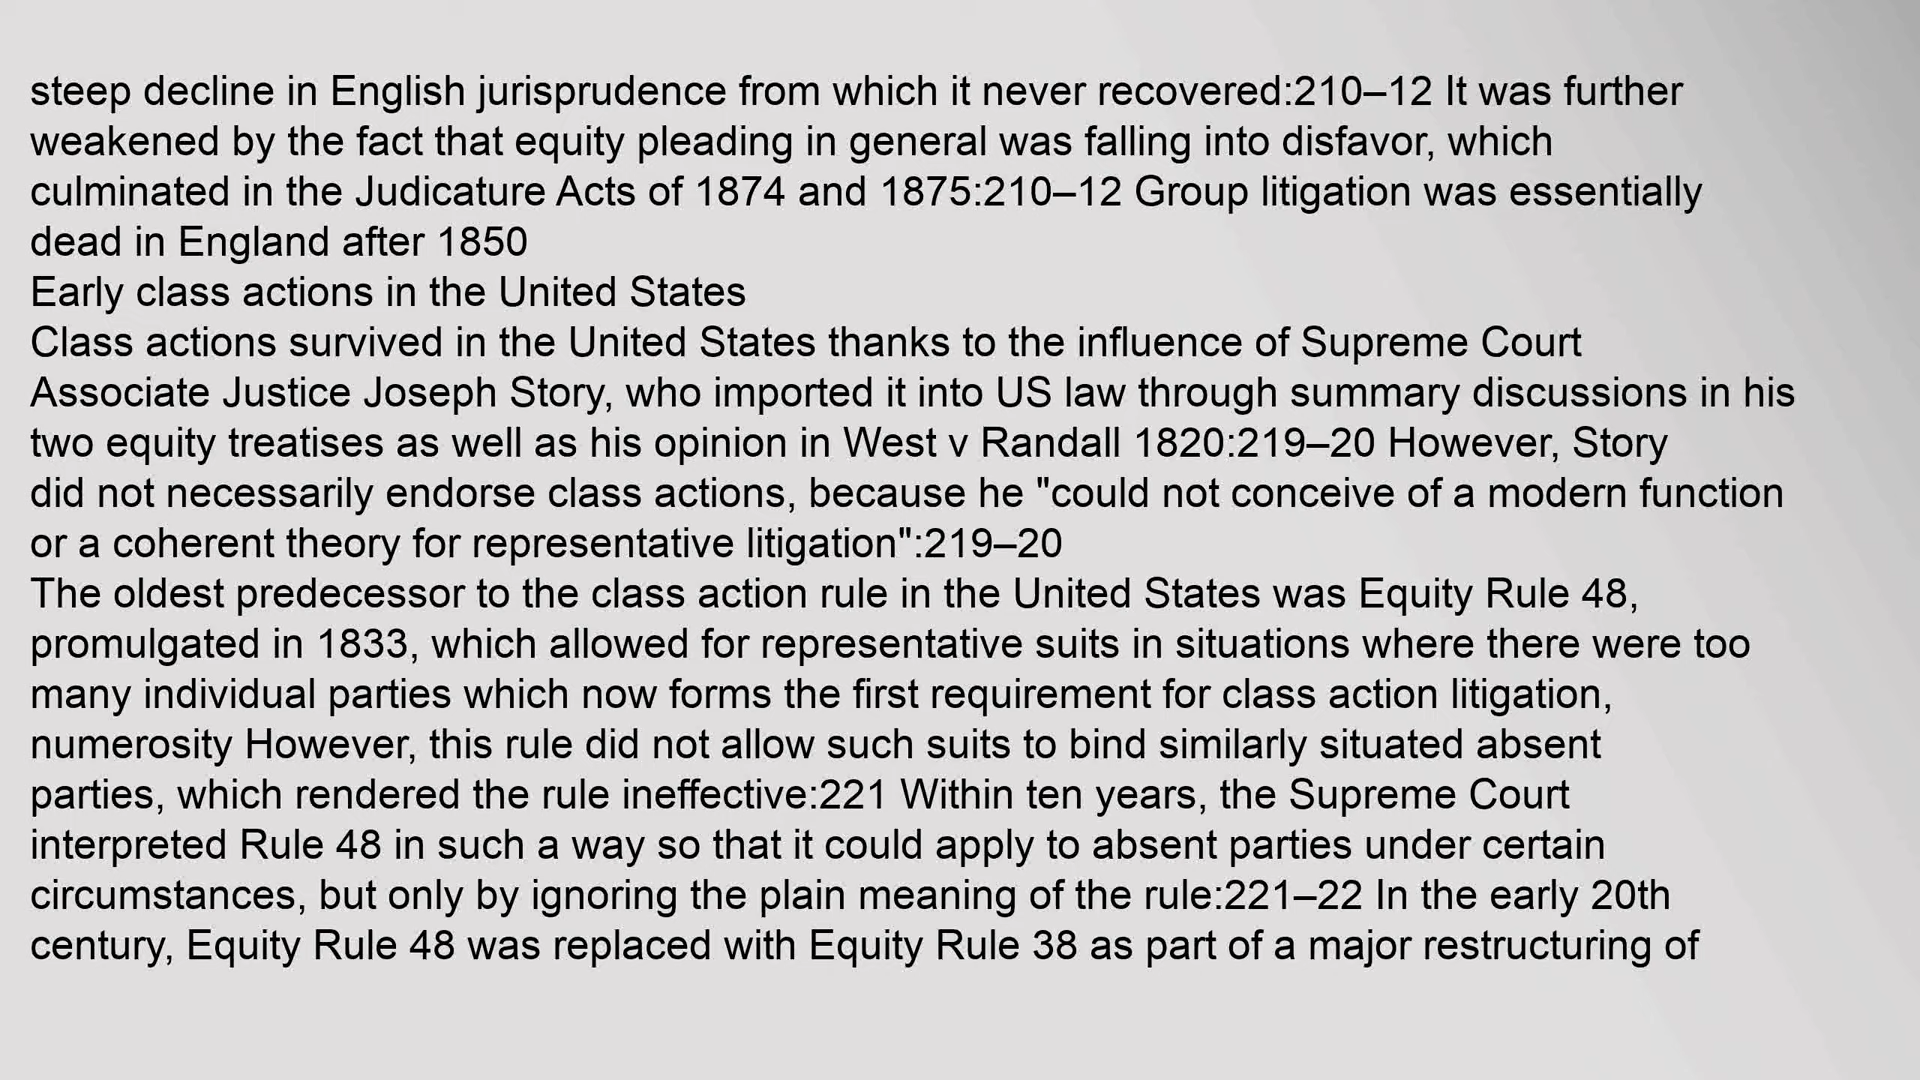 steep decline in English jurisprudence from which it never recovered:210–12 It was further
weakened by the fact that equity pleading in general was falling into disfavor, which
culminated in the Judicature Acts of 1874 and 1875:210–12 Group litigation was essentially
dead in England after 1850
Early class actions in the United States
Class actions survived in the United States thanks to the influence of Supreme Court
Associate Justice Joseph Story, who imported it into US law through summary discussions in his
two equity treatises as well as his opinion in West v Randall 1820:219–20 However, Story
did not necessarily endorse class actions, because he "could not conceive of a modern function
or a coherent theory for representative litigation":219–20
The oldest predecessor to the class action rule in the United States was Equity Rule 48,
promulgated in 1833, which allowed for representative suits in situations where there were too
many individual parties which now forms the first requirement for class action litigation,
numerosity However, this rule did not allow such suits to bind similarly situated absent
parties, which rendered the rule ineffective:221 Within ten years, the Supreme Court
interpreted Rule 48 in such a way so that it could apply to absent parties under certain
circumstances, but only by ignoring the plain meaning of the rule:221–22 In the early 20th
century, Equity Rule 48 was replaced with Equity Rule 38 as part of a major restructuring of